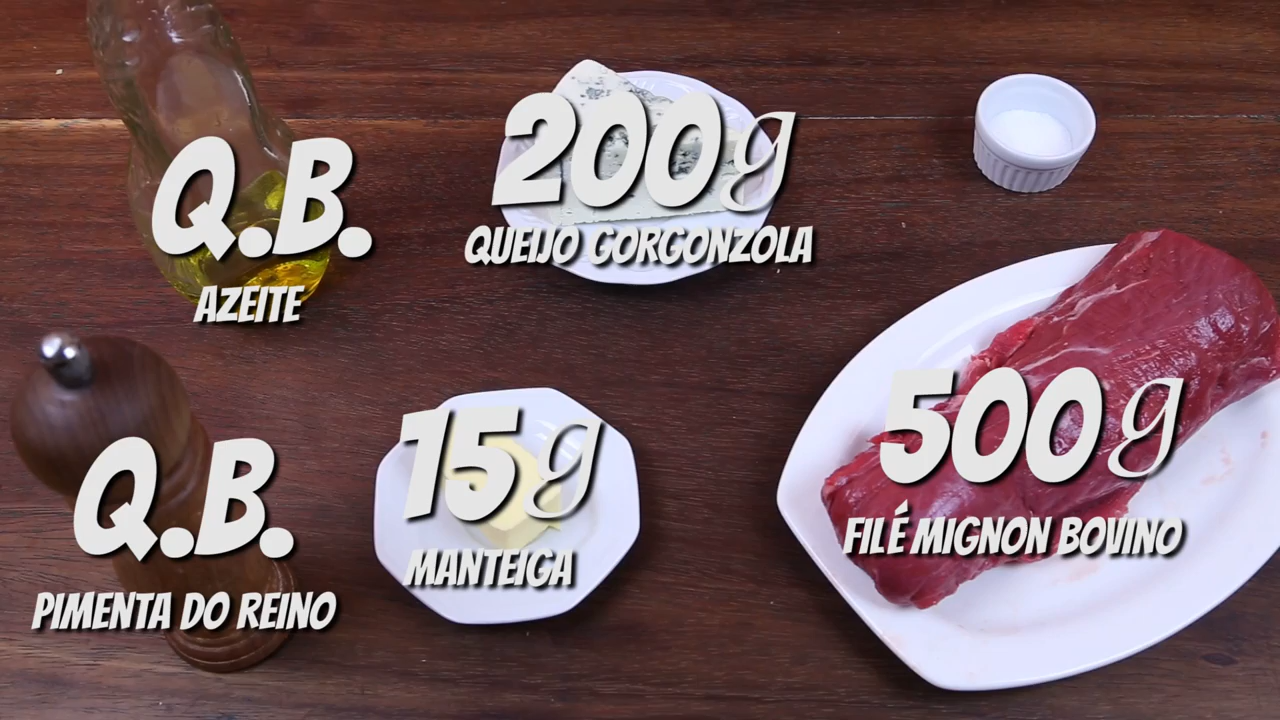 Q.B.
AZEITE
200g
QUEIJO GORGONZOLA
Q.B.
PIMENTA DO REINO
15g
MANTEIGA
500g
FILÉ MIGNON BOVINO